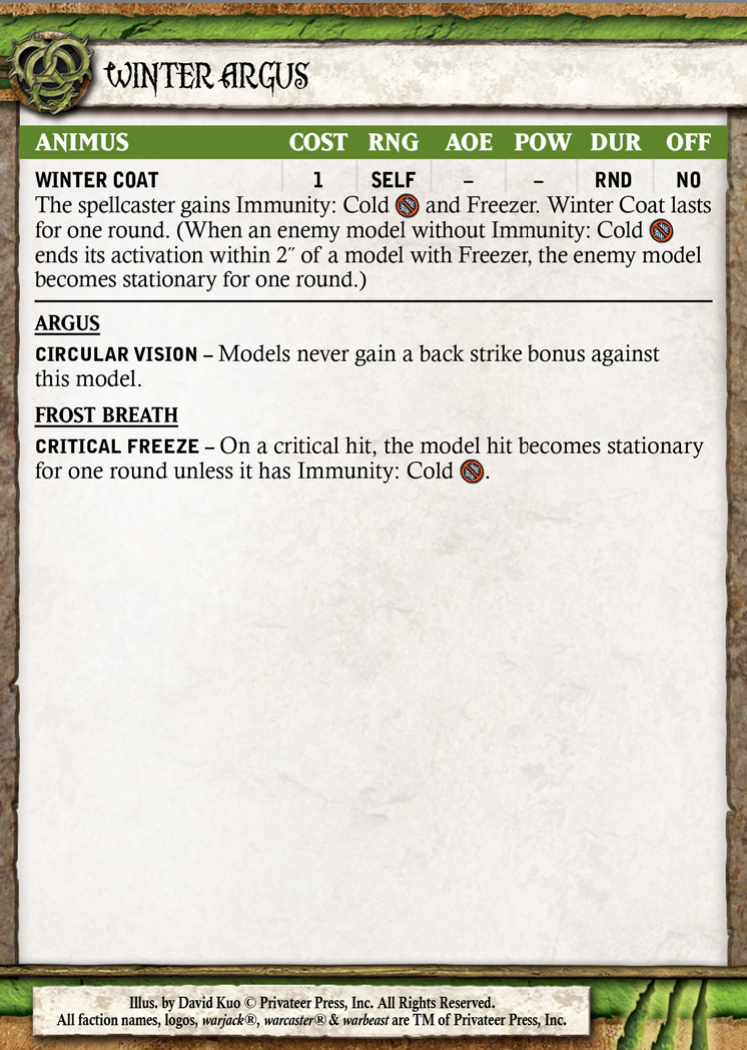 WINTER ARGUS
ANIMUS COST RNG AOE POW DUR OFF
WINTER COAT 1 SELF – – RND NO
The spellcaster gains Immunity: Cold and Freezer. Winter Coat lasts
for one round. (When an enemy model without Immunity: Cold
ends its activation within 2˝ of a model with Freezer, the enemy model
becomes stationary for one round.)
ARGUS
CIRCULAR VISION – Models never gain a back strike bonus against
this model.
FROST BREATH
CRITICAL FREEZE – On a critical hit, the model hit becomes stationary
for one round unless it has Immunity: Cold .
Illus. by David Kuo © Privateer Press, Inc. All Rights Reserved.
All faction names, logos, warjack®, warcaster® & warbeast are TM of Privateer Press, Inc.